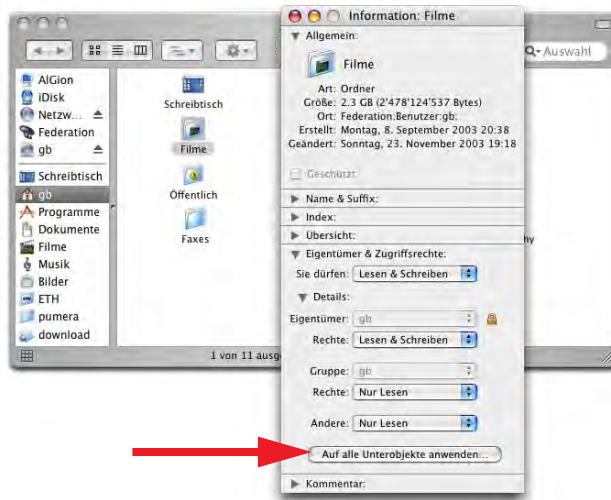 Information: Filme
Allgemein:
Filme
Art: Ordner
Größe: 2.3 GB (2'478'124'537 Bytes)
Ort: Federation:Benutzer:gb:
Erstellt: Montag, 8. September 2003 20:38
Geändert: Sonntag, 23. November 2003 19:18
Geschützt
Name & Suffix:
Index:
Übersicht:
Eigentümer & Zugriffsrechte:
Sie dürfen: Lesen & Schreiben
Details:
Eigentümer: gb
Rechte: Lesen & Schreiben
Gruppe: gb
Rechte: Nur Lesen
Andere: Nur Lesen
Auf alle Unterobjekte anwenden...
Kommentar:
Auswahl
AlGion
iDisk
Netzw...
Federation
gb
Schreibtisch
gb
Programme
Dokumente
Filme
Musik
Bilder
ETH
pumera
download
Schreibtisch
Filme
Öffentlich
Faxes
1 von 11 ausge